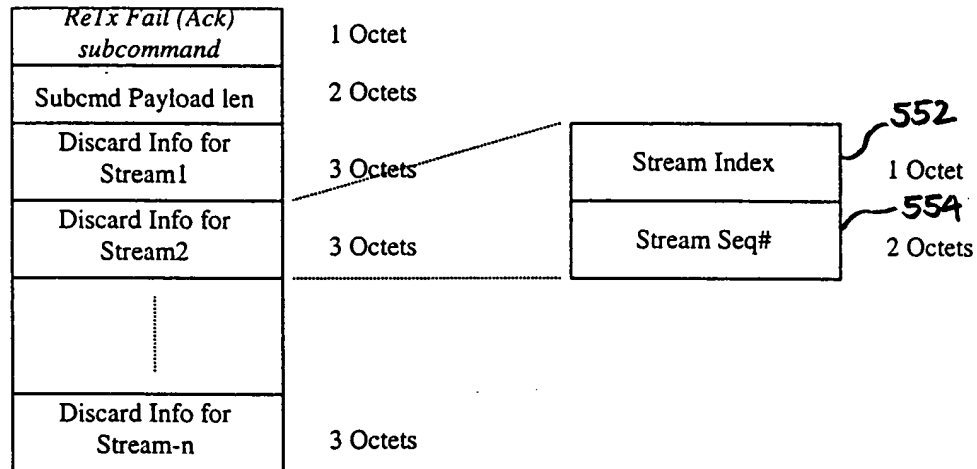 ReTx Fail (Ack)
subcommand
1 Octet
Subcmd Payload len
2 Octets
Discard Info for
Stream1
3 Octets
Discard Info for
Stream2
3 Octets
Discard Info for
Stream-n
3 Octets
552
Stream Index
1 Octet
554
Stream Seq#
2 Octets